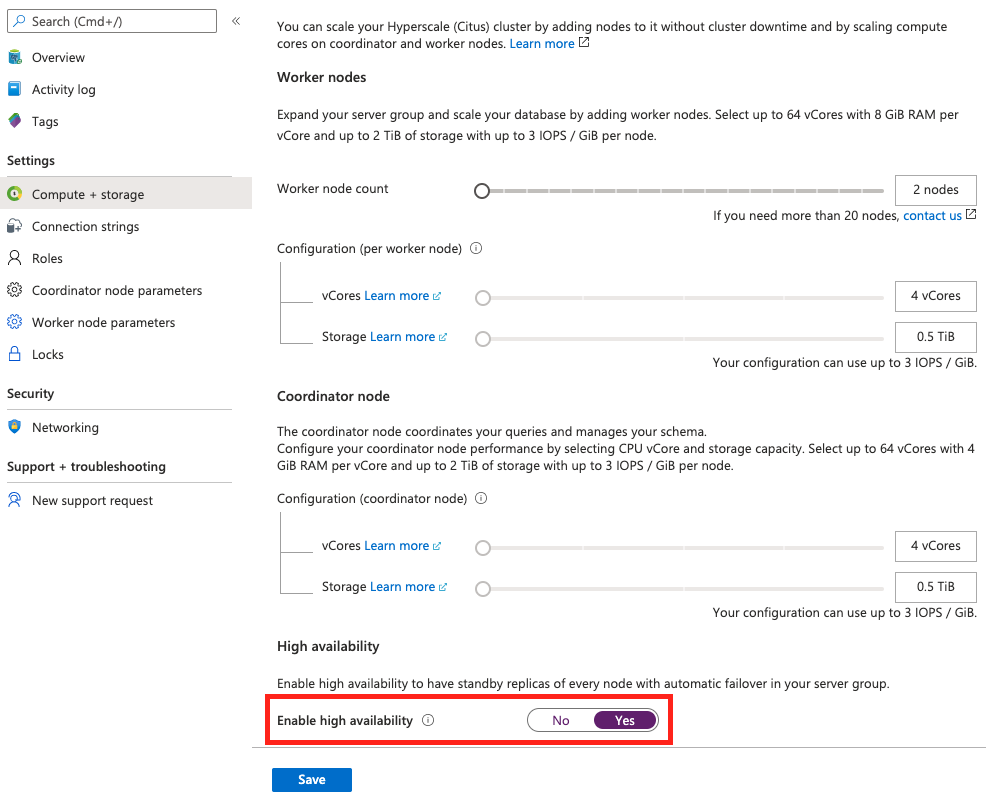 Search (Cmd+/)
«
Overview
Activity log
Tags
Settings
Compute + storage
Connection strings
Roles
Coordinator node parameters
Worker node parameters
Locks
Security
Networking
Support + troubleshooting
New support request
You can scale your Hyperscale (Citus) cluster by adding nodes to it without cluster downtime and by scaling compute
cores on coordinator and worker nodes. Learn more
Worker nodes
Expand your server group and scale your database by adding worker nodes. Select up to 64 vCores with 8 GiB RAM per
vCore and up to 2 TiB of storage with up to 3 IOPS / GiB per node.
Worker node count
2 nodes
If you need more than 20 nodes, contact us
Configuration (per worker node)
vCores Learn more
4 vCores
Storage Learn more
0.5 TiB
Your configuration can use up to 3 IOPS / GiB.
Coordinator node
The coordinator node coordinates your queries and manages your schema.
Configure your coordinator node performance by selecting CPU vCore and storage capacity. Select up to 64 vCores with 4
GiB RAM per vCore and up to 2 TiB of storage with up to 3 IOPS / GiB per node.
Configuration (coordinator node)
vCores Learn more
4 vCores
Storage Learn more
0.5 TiB
Your configuration can use up to 3 IOPS / GiB.
High availability
Enable high availability to have standby replicas of every node with automatic failover in your server group.
Enable high availability
No Yes
Save